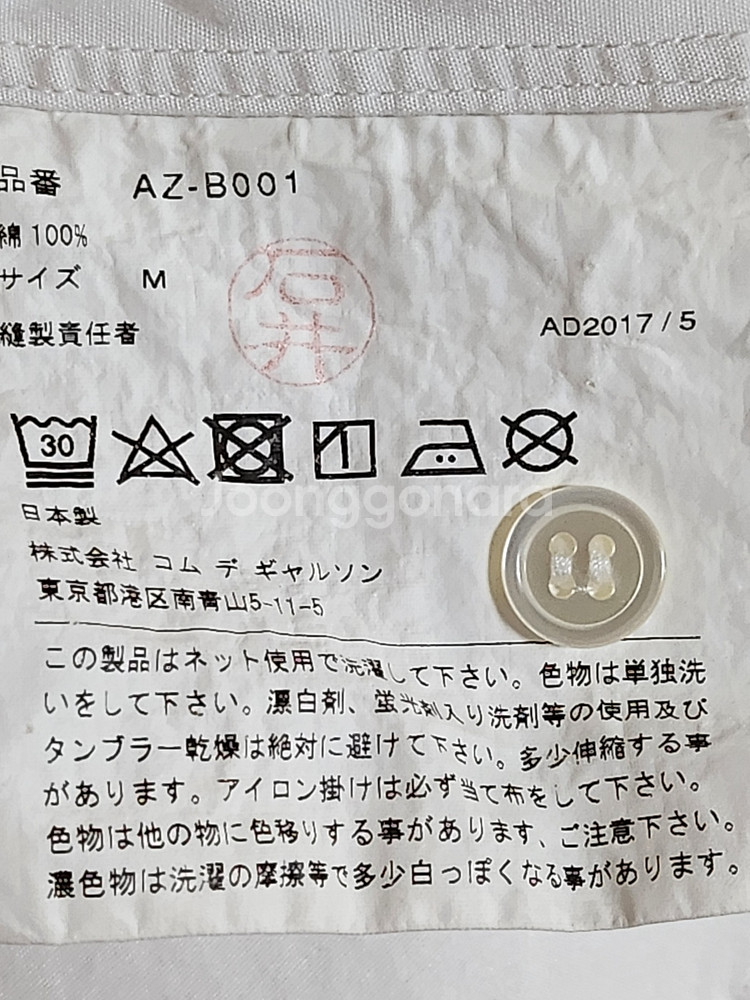 品番 AZ-B001
綿 100%
サイズ M
縫製責任者
石井
AD2017/5
30
日本製
Joonggonara
株式会社 コム デ ギャルソン
東京都港区南青山5-11-5
この製品はネット使用で洗濯して下さい。色物は単独洗
いをして下さい。漂白剤、蛍光剤入り洗剤等の使用及び
タンブラー乾燥は絶対に避けて下さい。多少伸縮する事
があります。アイロン掛けは必ず当て布をして下さい。
色物は他の物に色移りする事があります、ご注意下さい。
濃色物は洗濯の摩擦等で多少白っぽくなる事があります。